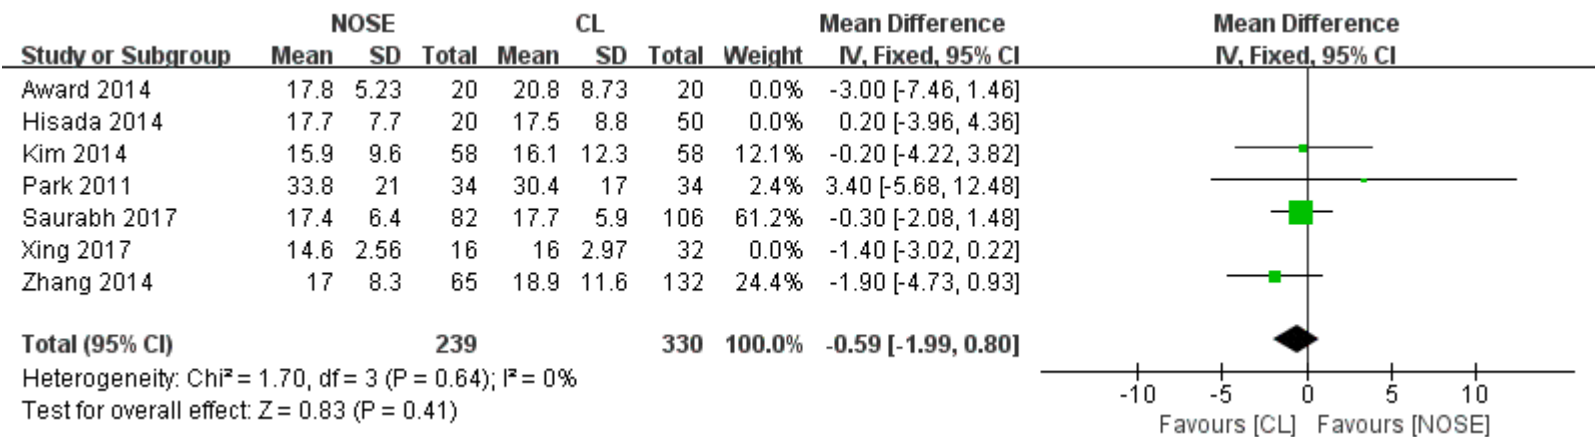 NOSE CL Mean Difference Mean Difference
Study or Subgroup Mean SD Total Mean SD Total Weight IV, Fixed, 95% CI IV, Fixed, 95% CI
Award 2014 17.8 5.23 20 20.8 8.73 20 0.0% -3.00 [-7.46, 1.46]
Hisada 2014 17.7 7.7 20 17.5 8.8 50 0.0% 0.20 [-3.96, 4.36]
Kim 2014 15.9 9.6 58 16.1 12.3 58 12.1% -0.20 [-4.22, 3.82]
Park 2011 33.8 21 34 30.4 17 34 2.4% 3.40 [-5.68, 12.48]
Saurabh 2017 17.4 6.4 82 17.7 5.9 106 61.2% -0.30 [-2.08, 1.48]
Xing 2017 14.6 2.56 16 16 2.97 32 0.0% -1.40 [-3.02, 0.22]
Zhang 2014 17 8.3 65 18.9 11.6 132 24.4% -1.90 [-4.73, 0.93]
Total (95% CI) 239 330 100.0% -0.59 [-1.99, 0.80]
Heterogeneity: Chi² = 1.70, df = 3 (P = 0.64); I² = 0%
Test for overall effect: Z = 0.83 (P = 0.41)
-10 -5 0 5 10
Favours [CL] Favours [NOSE]